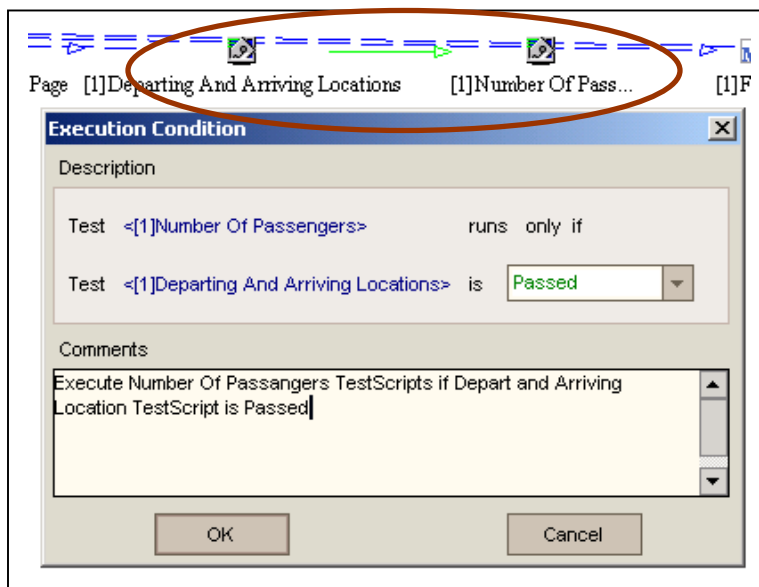 Page [1]Departing And Arriving Locations [1]Number Of Pass... [1]F
Execution Condition
Description
Test <[1]Number Of Passengers> runs only if
Test <[1]Departing And Arriving Locations> is Passed
Comments
Execute Number Of Passangers TestScripts if Depart and Arriving
Location TestScript is Passed
OK Cancel